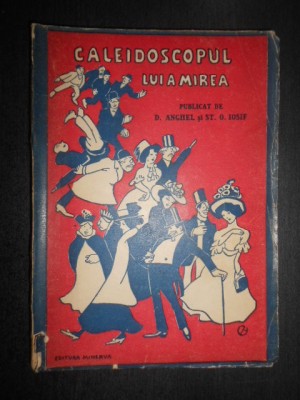 CALEIDOSCOPUL
LUI A MIREA
PUBLICAT DE
D. ANGHEL și ST. O. IOSIF
EDITURA MINERVA